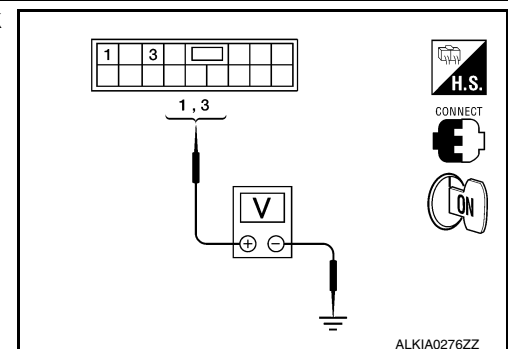 1 3
H.S.
1 , 3
CONNECT
ON
V
+ −
ALKIA0276ZZ